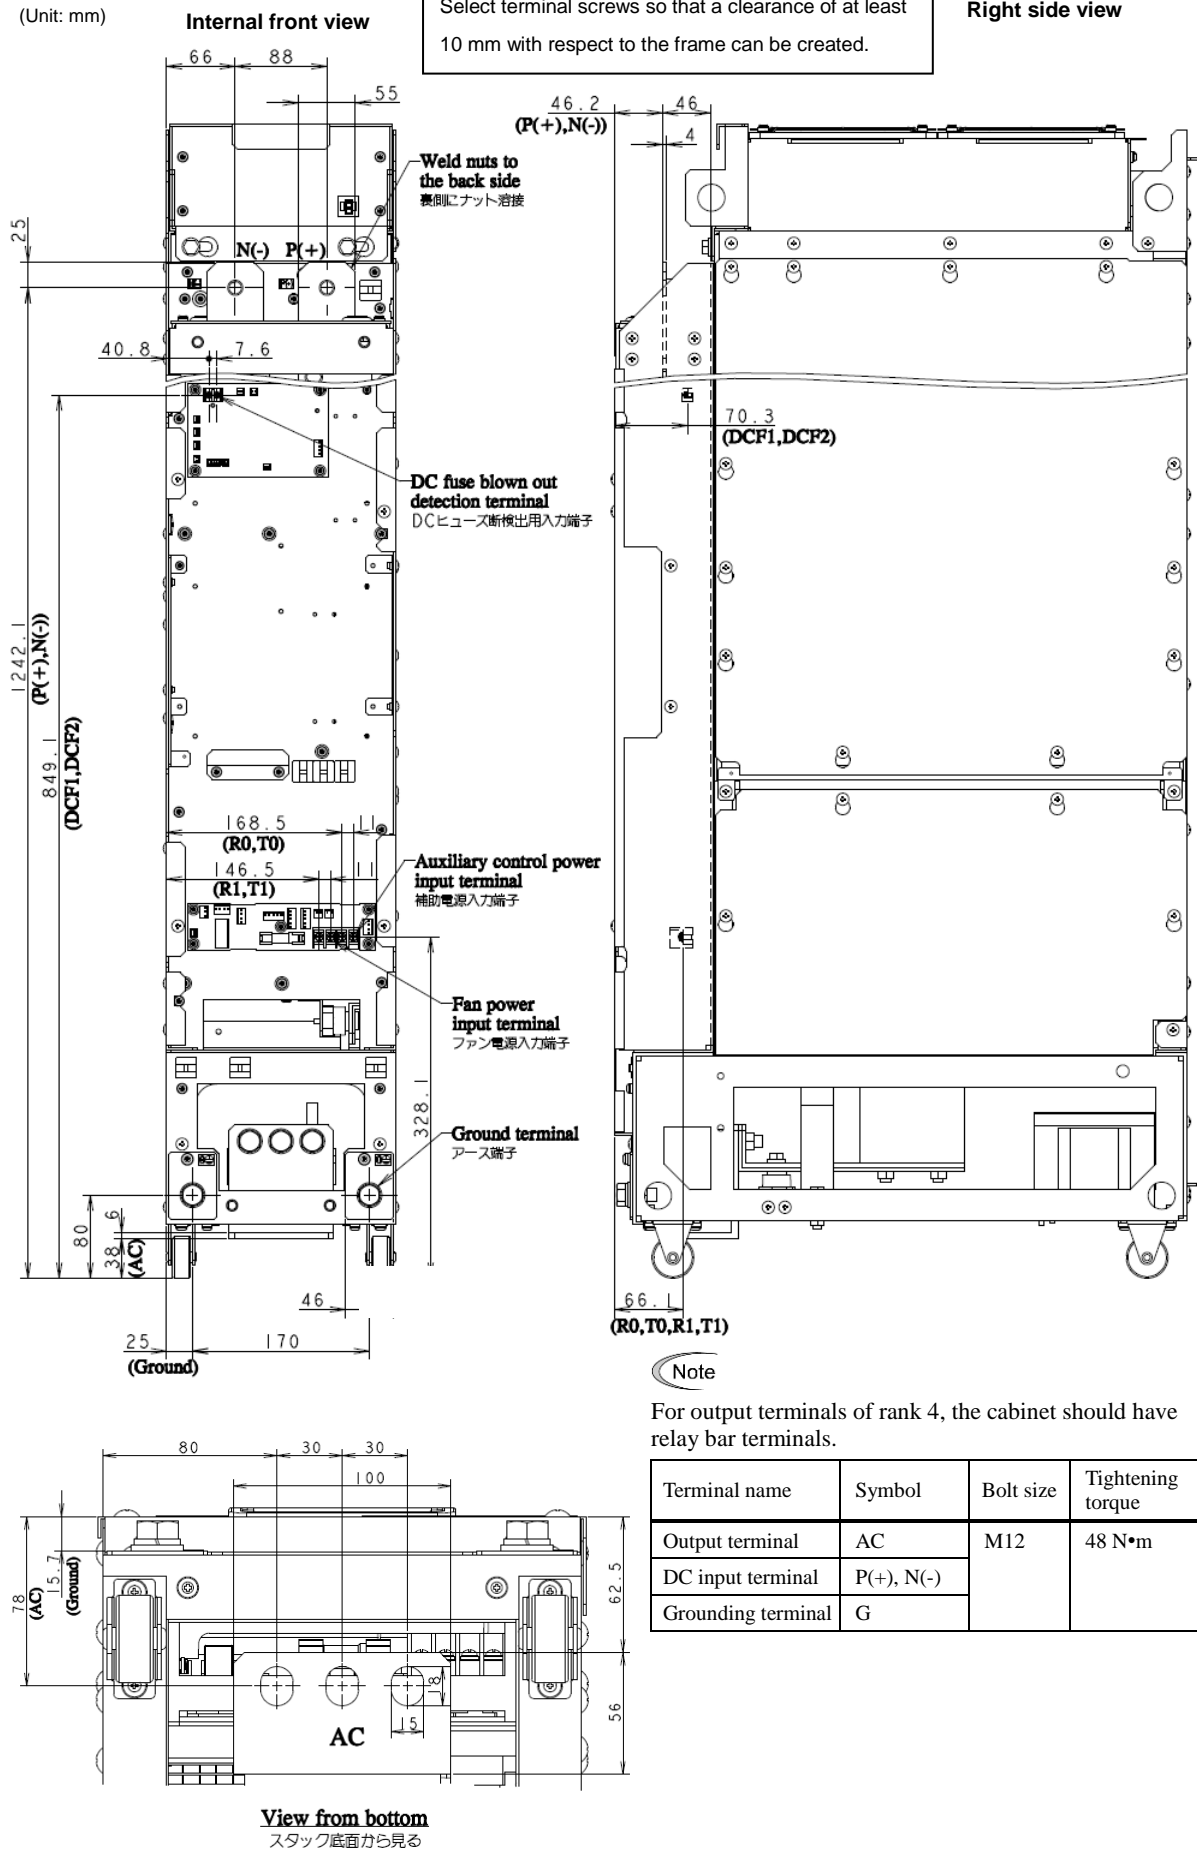 (Unit: mm)
Internal front view
Select terminal screws so that a clearance of at least
10 mm with respect to the frame can be created.
Right side view
66
88
55
46.2
(P(+),N(-))
46
4
Weld nuts to
the back side
裏側にナット溶接
25
N(-)
P(+)
40.8
7.6
70.3
(DCF1,DCF2)
DC fuse blown out
detection terminal
DCヒューズ断検出用入力端子
1242.1
(P(+),N(-))
849.1
(DCF1,DCF2)
168.5
11
(R0,T0)
146.5
11
(R1,T1)
Auxiliary control power
input terminal
補助電源入力端子
Fan power
input terminal
ファン電源入力端子
328.1
Ground terminal
アース端子
80
6
38
(AC)
46
25
170
(Ground)
66.1
(R0,T0,R1,T1)
Note
For output terminals of rank 4, the cabinet should have
relay bar terminals.
Terminal name Symbol Bolt size Tightening
torque
Output terminal AC M12 48 N•m
DC input terminal P(+), N(-)
Grounding terminal G
80
30
30
100
78
(AC)
15.7
(Ground)
62.5
56
18
15
AC
View from bottom
スタック底面から見る